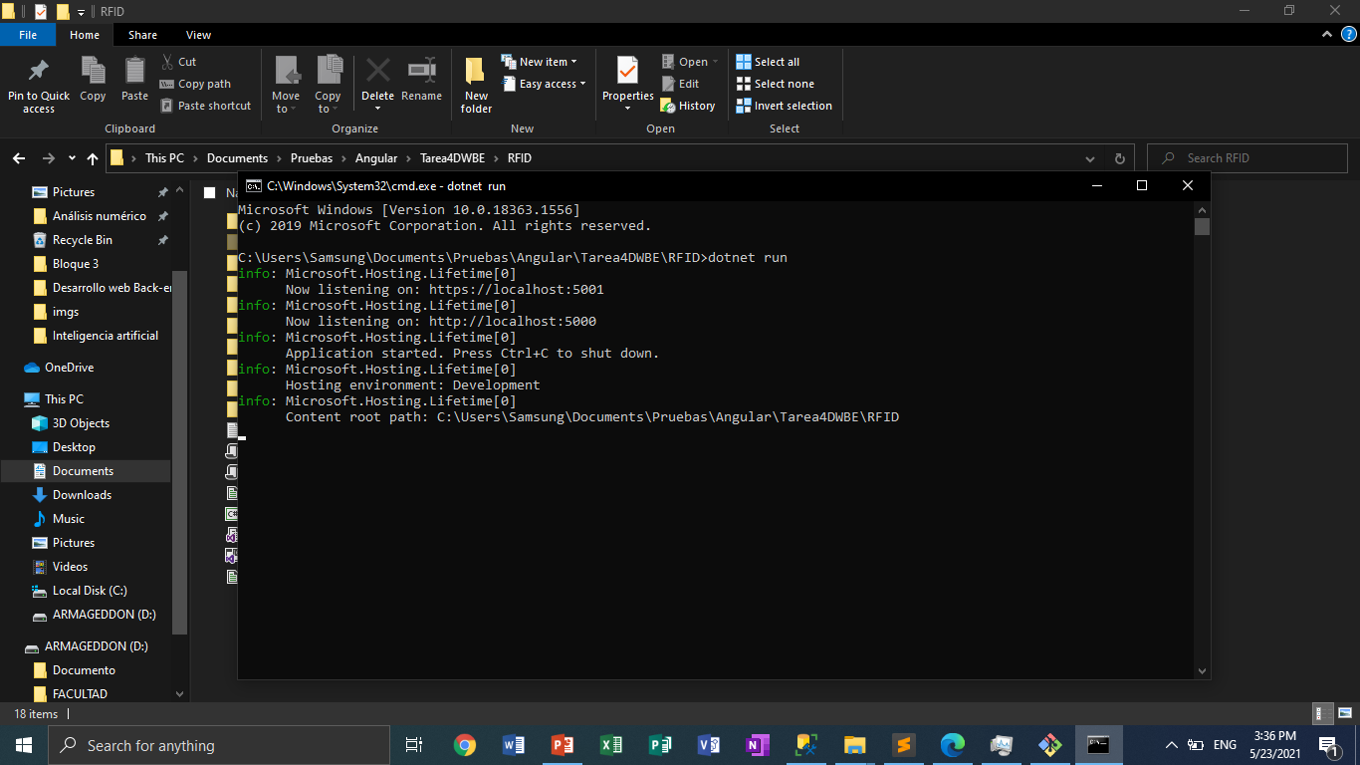 RFID
File Home Share View
Pin to Quick access
Copy
Paste
Cut
Copy path
Paste shortcut
Clipboard
Move to
Copy to
Delete
Rename
Organize
New folder
New item
Easy access
New
Properties
Open
Edit
History
Open
Select all
Select none
Invert selection
Select
This PC > Documents > Pruebas > Angular > Tarea4DWBE > RFID
Search RFID
Pictures
Análisis numérico
Recycle Bin
Bloque 3
Desarrollo web Back-er
imgs
Inteligencia artificial
OneDrive
This PC
3D Objects
Desktop
Documents
Downloads
Music
Pictures
Videos
Local Disk (C:)
ARMAGEDDON (D:)
ARMAGEDDON (D:)
Documento
FACULTAD
18 items
C:\Windows\System32\cmd.exe - dotnet run
Microsoft Windows [Version 10.0.18363.1556]
(c) 2019 Microsoft Corporation. All rights reserved.
C:\Users\Samsung\Documents\Pruebas\Angular\Tarea4DWBE\RFID>dotnet run
info: Microsoft.Hosting.Lifetime[0]
Now listening on: https://localhost:5001
info: Microsoft.Hosting.Lifetime[0]
Now listening on: http://localhost:5000
info: Microsoft.Hosting.Lifetime[0]
Application started. Press Ctrl+C to shut down.
info: Microsoft.Hosting.Lifetime[0]
Hosting environment: Development
info: Microsoft.Hosting.Lifetime[0]
Content root path: C:\Users\Samsung\Documents\Pruebas\Angular\Tarea4DWBE\RFID
Search for anything
ENG
3:36 PM
5/23/2021
1